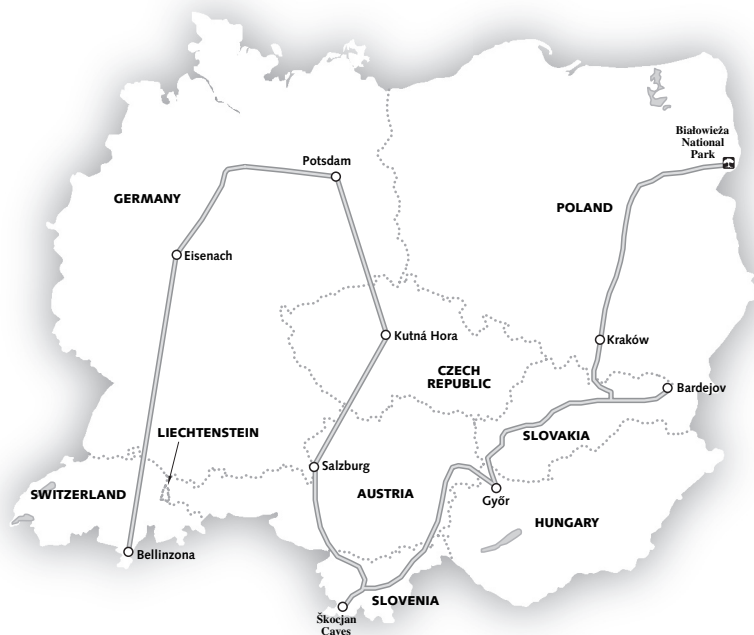 Białowieża
National
Park
Potsdam
GERMANY
POLAND
Eisenach
Kutná Hora
Kraków
CZECH
REPUBLIC
Bardejov
LIECHTENSTEIN
SLOVAKIA
Salzburg
SWITZERLAND
AUSTRIA
Győr
HUNGARY
Bellinzona
SLOVENIA
Škocjan
Caves